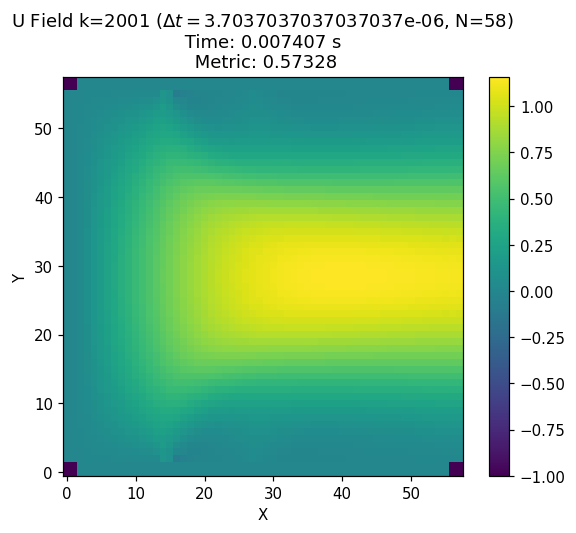 U Field k=2001 (Δt = 3.7037037037037037e-06, N=58)
Time: 0.007407 s
Metric: 0.57328
Y
50
40
30
20
10
0
0 10 20 30 40 50
X
1.00
0.75
0.50
0.25
0.00
−0.25
−0.50
−0.75
−1.00